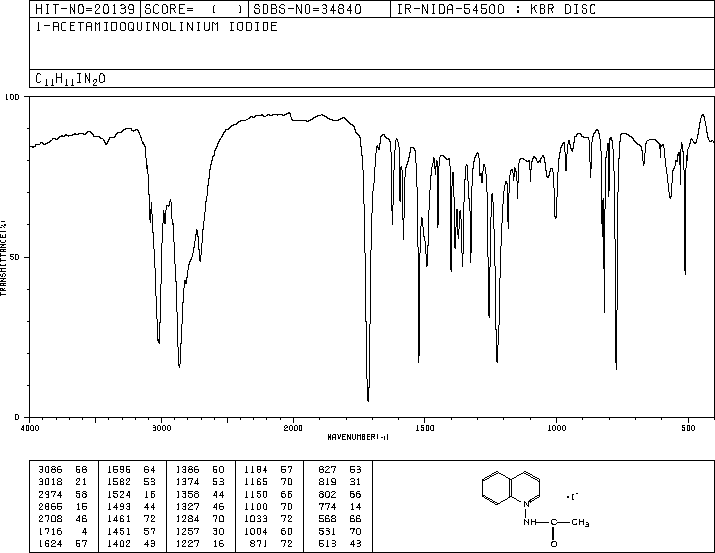 HIT-NO=20139 SCORE= ( ) SDBS-NO=34840 IR-NIDA-54500 : KBR DISC
1-ACETAMIDOQUINOLINIUM IODIDE
C11H11IN2O
100
50
0
TRANSMITTANCE(%)
4000 3000 2000 1500 1000 500
WAVENUMBER(-1)
3086 68 1596 64 1386 50 1184 57 827 53
3018 21 1582 53 1374 53 1165 70 819 31
2974 58 1524 16 1358 44 1150 66 802 66
2866 15 1493 44 1327 46 1100 70 774 14
2708 46 1461 72 1284 70 1033 72 568 66
1716 4 1451 57 1257 30 1004 60 531 70
1624 57 1402 43 1227 16 871 72 513 43
N+
·I-
NH C CH3
O